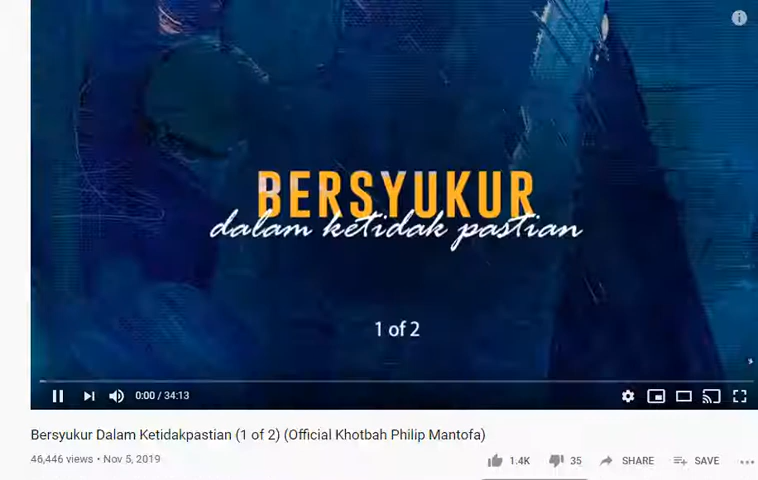 BERSYUKUR
dalam ketidak pastian
1 of 2
0:00 / 34:13
Bersyukur Dalam Ketidakpastian (1 of 2) (Official Khotbah Philip Mantofa)
46,446 views • Nov 5, 2019 1.4K 35 SHARE SAVE